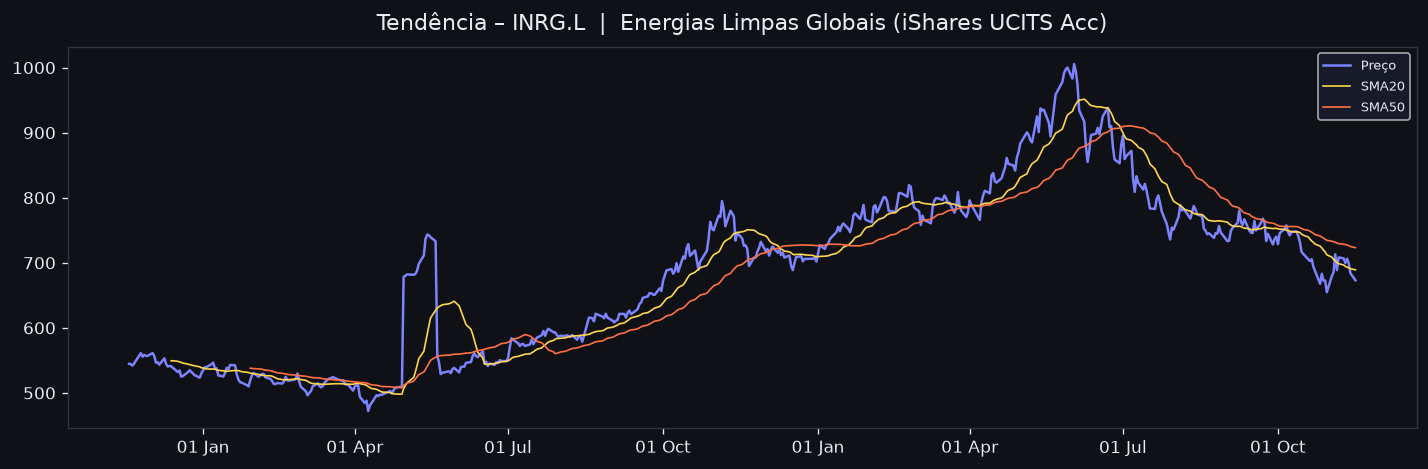 Tendência – INRG.L | Energias Limpas Globais (iShares UCITS Acc)
1000
900
800
700
600
500
Preço
SMA20
SMA50
01 Jan
01 Apr
01 Jul
01 Oct
01 Jan
01 Apr
01 Jul
01 Oct